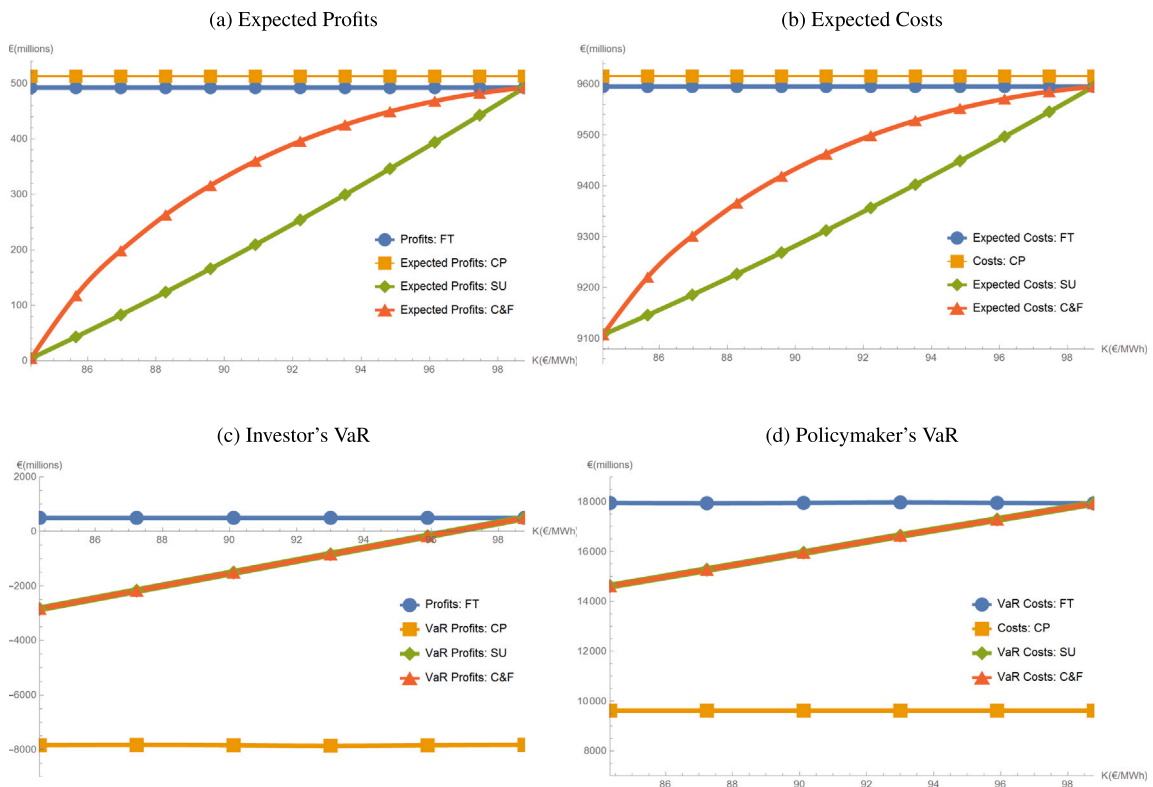 (a) Expected Profits
€(millions)
500
400
300
200
100
0
86
88
90
92
94
96
98
K(€/MWh)
Profits: FT
Expected Profits: CP
Expected Profits: SU
Expected Profits: C&F
(b) Expected Costs
€(millions)
9600
9500
9400
9300
9200
9100
86
88
90
92
94
96
98
K(€/MWh)
Expected Costs: FT
Costs: CP
Expected Costs: SU
Expected Costs: C&F
(c) Investor's VaR
€(millions)
2000
0
-2000
-4000
-6000
-8000
86
88
90
92
94
96
98
K(€/MWh)
Profits: FT
VaR Profits: CP
VaR Profits: SU
VaR Profits: C&F
(d) Policymaker's VaR
€(millions)
18000
16000
14000
12000
10000
8000
86
88
90
92
94
96
98
K(€/MWh)
VaR Costs: FT
Costs: CP
VaR Costs: SU
VaR Costs: C&F